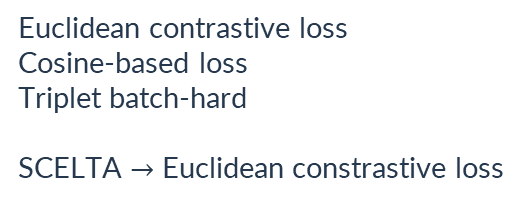 Euclidean contrastive loss
Cosine-based loss
Triplet batch-hard
SCELTA → Euclidean constrastive loss